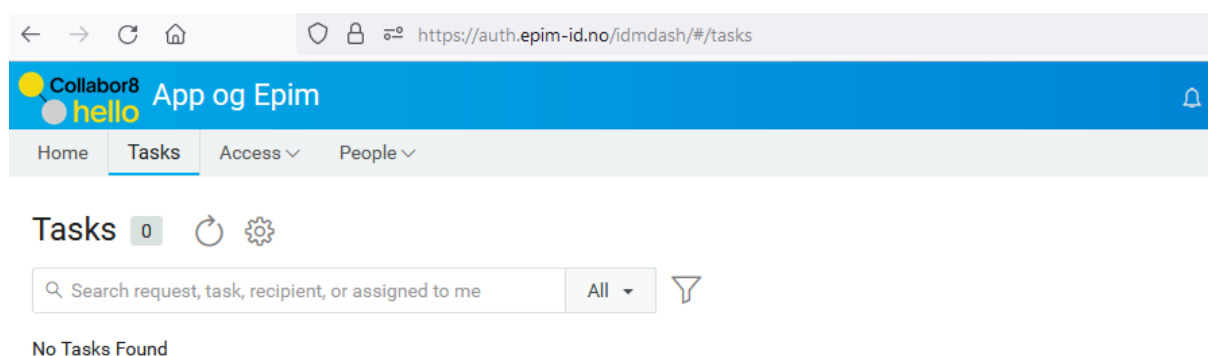 https://auth.epim-id.no/idmdash/#/tasks
Collabor8
hello
App og Epim
Home Tasks Access People
Tasks 0
Search request, task, recipient, or assigned to me All
No Tasks Found